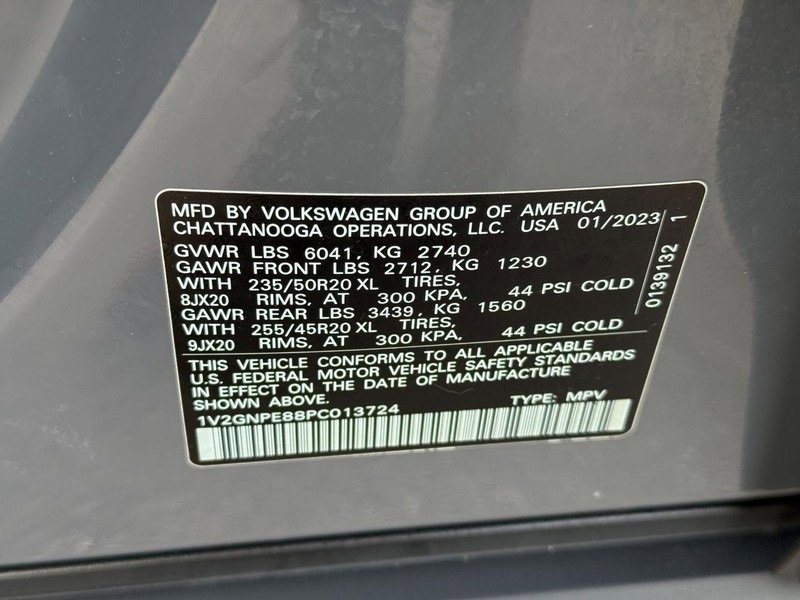 MFD BY VOLKSWAGEN GROUP OF AMERICA
CHATTANOOGA OPERATIONS, LLC. USA 01/2023
GVWR LBS 6041, KG 2740
GAWR FRONT LBS 2712, KG 1230
WITH 235/50R20 XL TIRES,
8JX20 RIMS, AT 300 KPA, 44 PSI COLD
GAWR REAR LBS 3439, KG 1560
WITH 255/45R20 XL TIRES,
9JX20 RIMS, AT 300 KPA, 44 PSI COLD
THIS VEHICLE CONFORMS TO ALL APPLICABLE
U.S. FEDERAL MOTOR VEHICLE SAFETY STANDARDS
IN EFFECT ON THE DATE OF MANUFACTURE
SHOWN ABOVE.
1V2GNPE88PC013724 TYPE: MPV
0139132 1